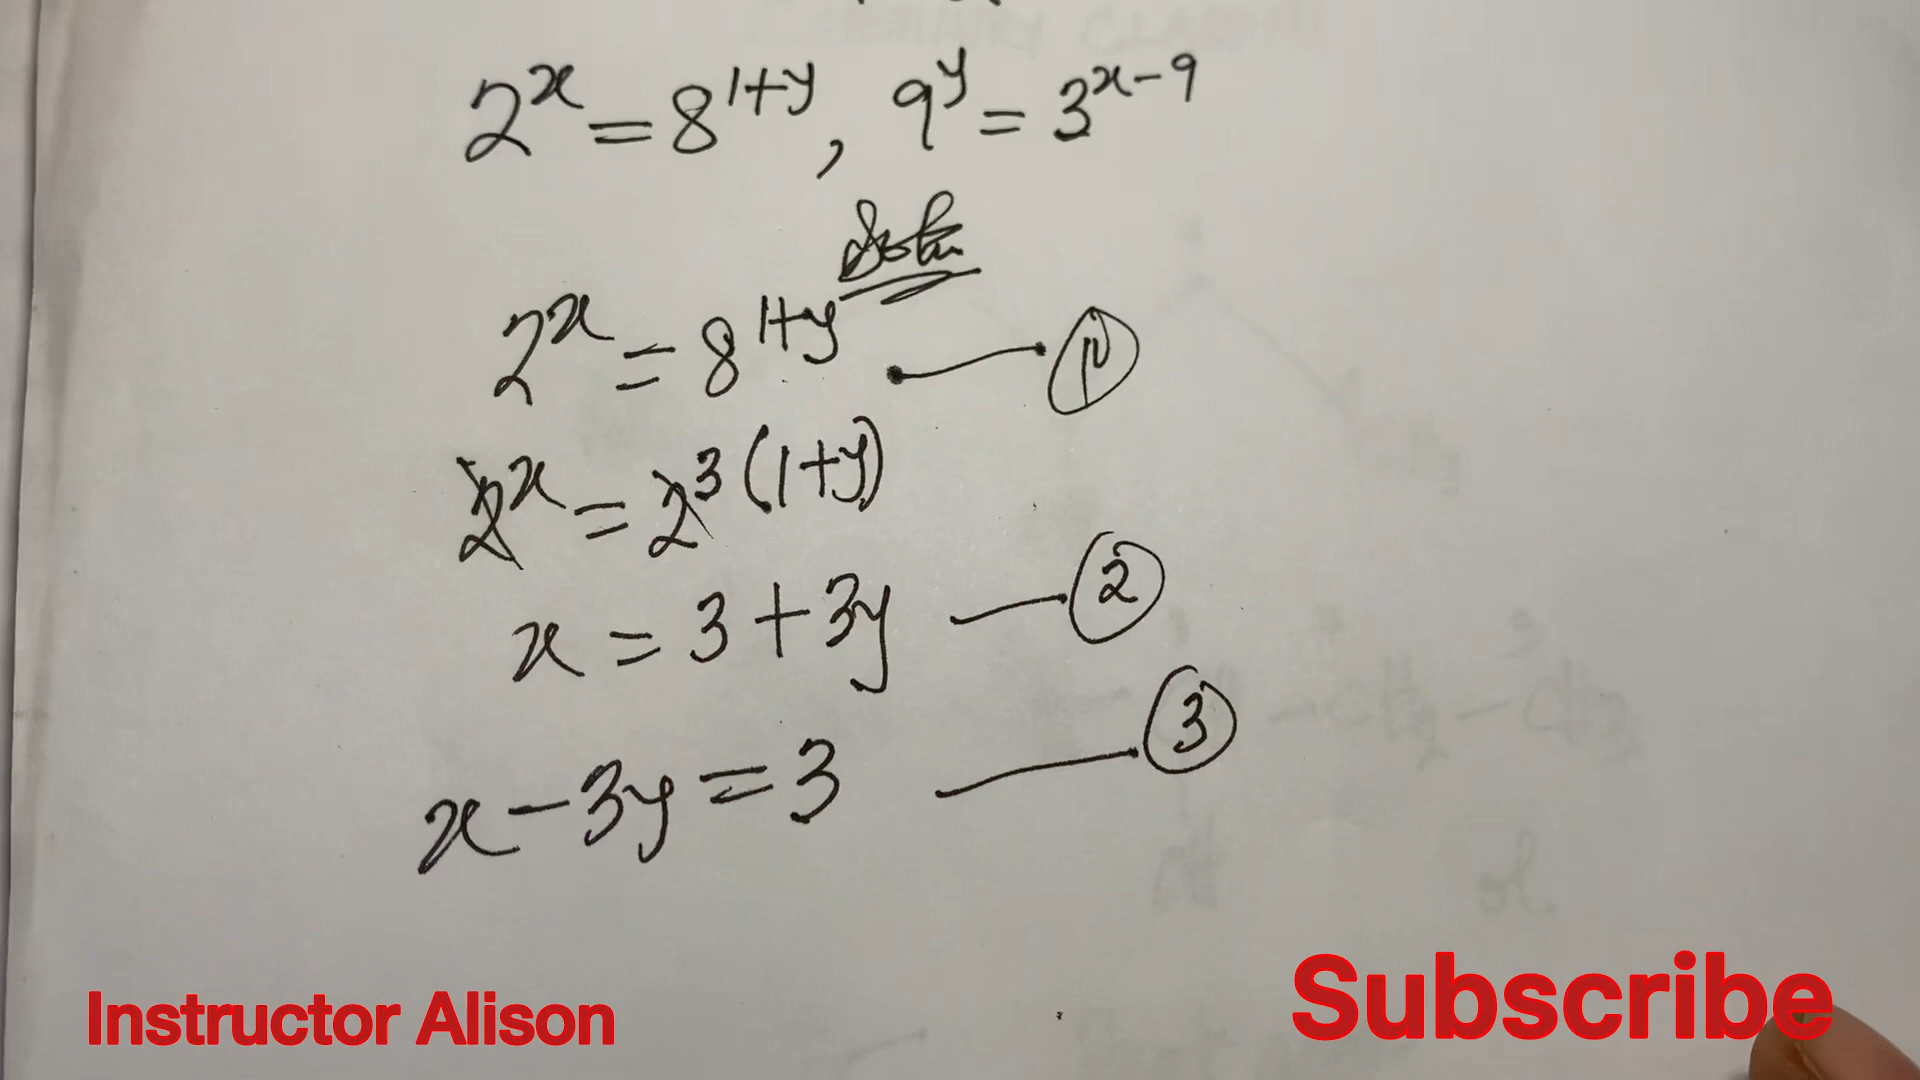 2^x = 8^1+y, 9^y = 3^x-9
Soln
2^x = 8^1+y — ①
2^x = 2^3(1+y)
x = 3 + 3y — ②
x - 3y = 3 — ③
Instructor Alison
Subscribe